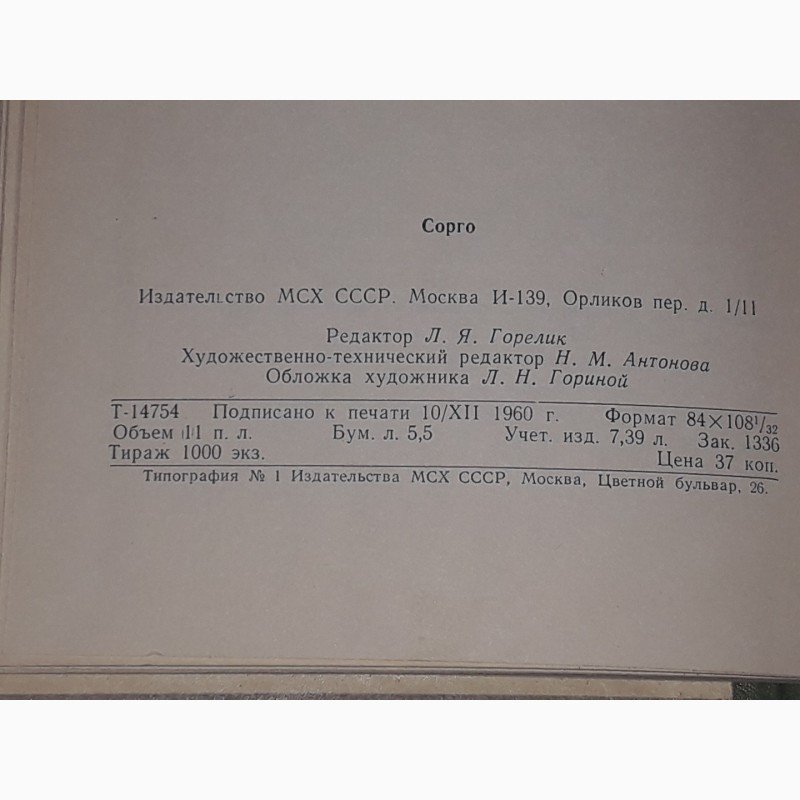 Сорго
Издательство МСХ СССР. Москва И-139, Орликов пер. д. 1/11
Редактор Л. Я. Горелик
Художественно-технический редактор Н. М. Антонова
Обложка художника Л. Н. Гориной
Т-14754 Подписано к печати 10/XII 1960 г. Формат 84×108¹/₃₂
Объем 11 п. л. Бум. л. 5,5 Учет. изд. 7,39 л. Зак. 1336
Тираж 1000 экз. Цена 37 коп.
Типография № 1 Издательства МСХ СССР, Москва, Цветной бульвар, 26.